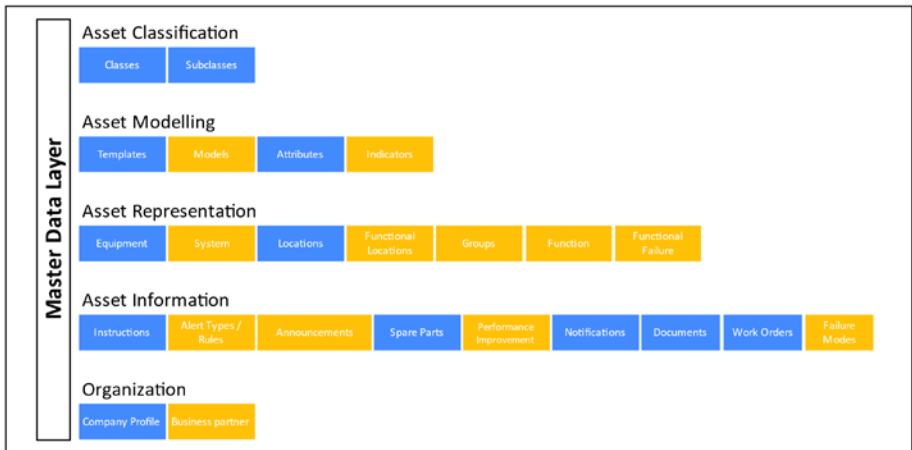 Master Data Layer
Asset Classification
Classes
Subclasses
Asset Modelling
Templates
Models
Attributes
Indicators
Asset Representation
Equipment
System
Locations
Functional
Locations
Groups
Function
Functional
Failure
Asset Information
Instructions
Alert Types /
Rules
Announcements
Spare Parts
Performance
Improvement
Notifications
Documents
Work Orders
Failure
Modes
Organization
Company Profile
Business partner